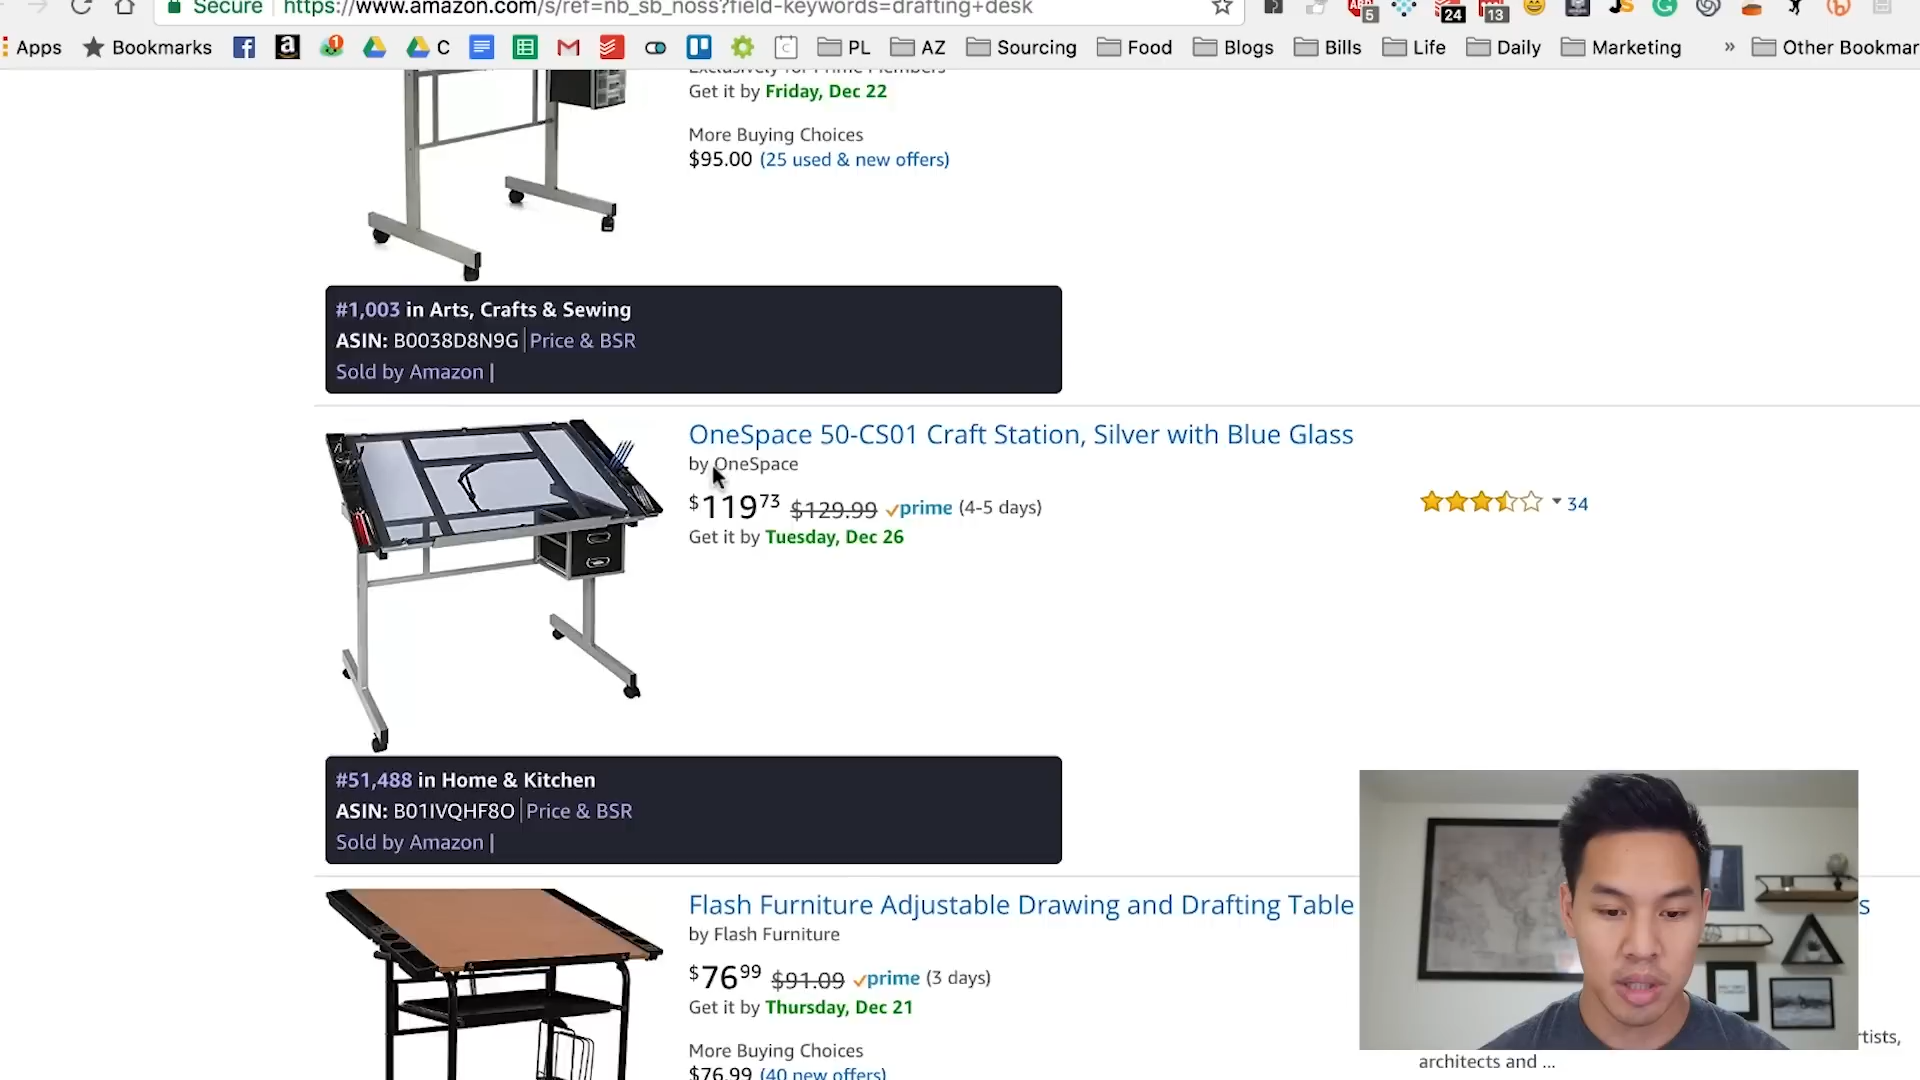 Secure https://www.amazon.com/s/ref=nb_sb_noss?field-keywords=drafting+desk
5 24 13
Apps Bookmarks C PL AZ Sourcing Food Blogs Bills Life Daily Marketing » Other Bookmar
Exclusively for Prime Members
Get it by Friday, Dec 22
More Buying Choices
$95.00 (25 used & new offers)
#1,003 in Arts, Crafts & Sewing
ASIN: B0038D8N9G | Price & BSR
Sold by Amazon |
OneSpace 50-CS01 Craft Station, Silver with Blue Glass
by OneSpace
$119 73 $129.99 prime (4-5 days)
34
Get it by Tuesday, Dec 26
#51,488 in Home & Kitchen
ASIN: B01IVQHF8O | Price & BSR
Sold by Amazon |
Flash Furniture Adjustable Drawing and Drafting Table
s
by Flash Furniture
$76 99 $91.09 prime (3 days)
Get it by Thursday, Dec 21
More Buying Choices
$76.99 (40 new offers)
rtists,
architects and ...